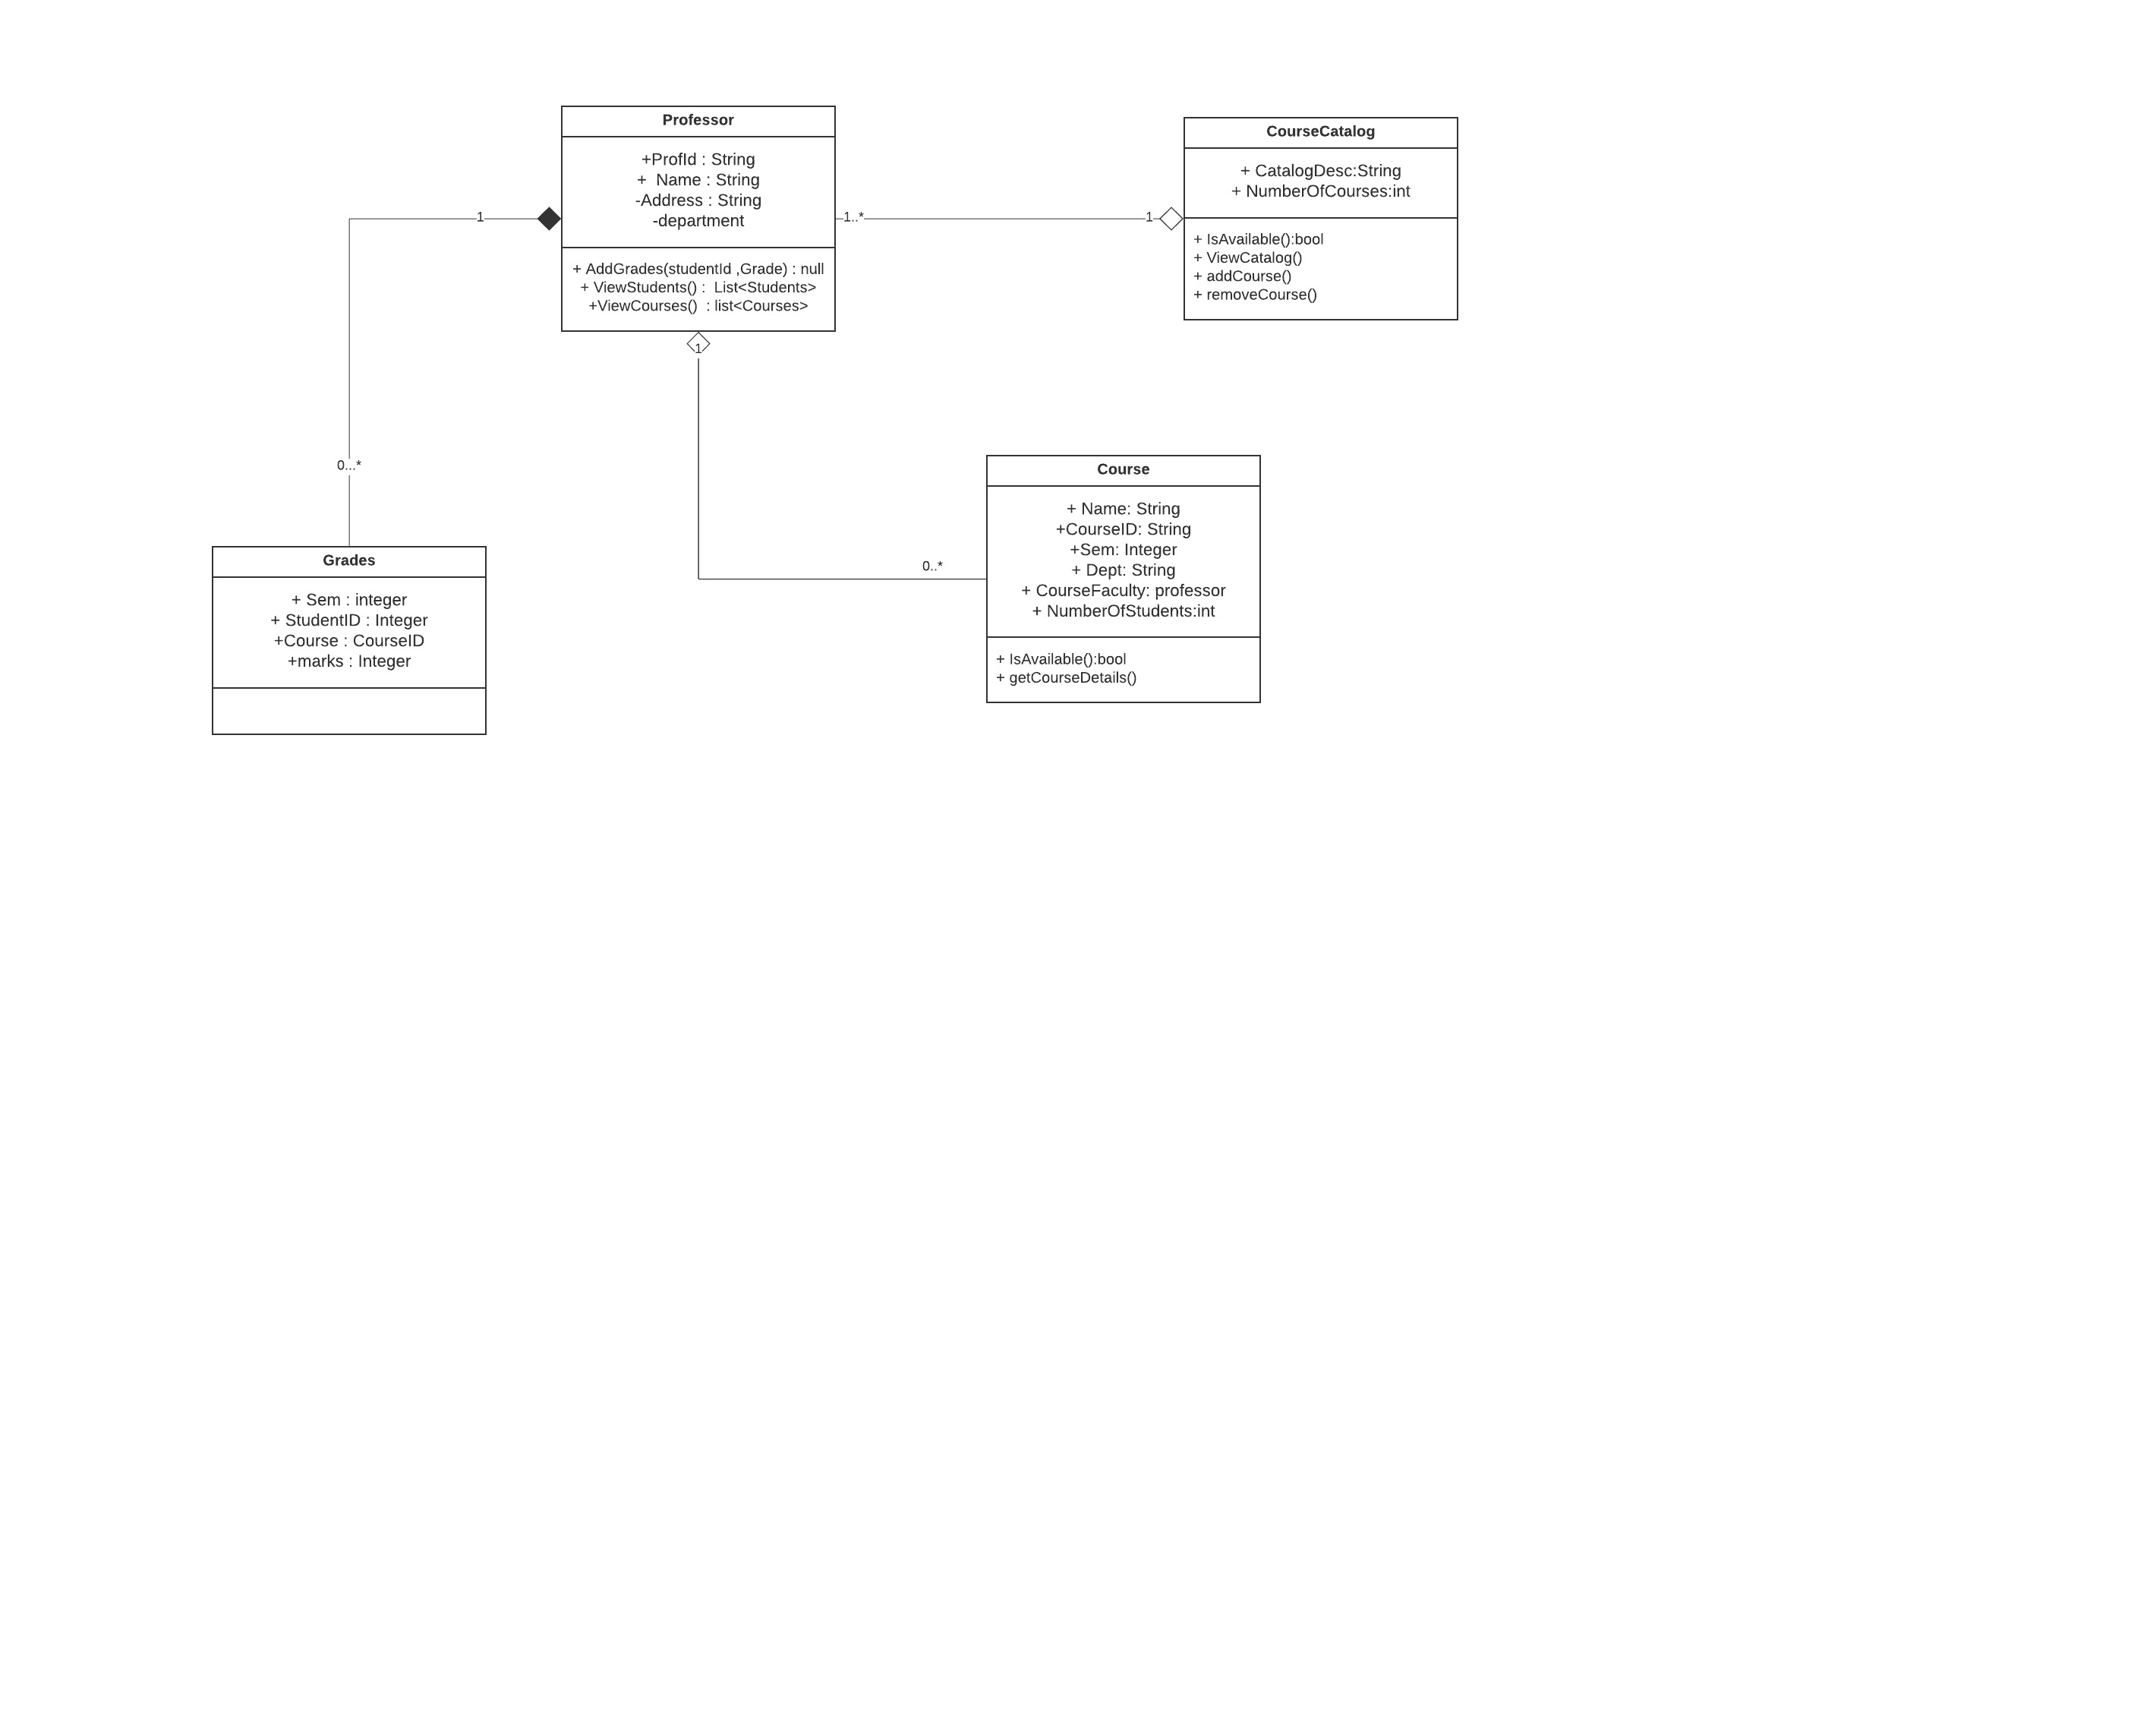 Professor
+ProfId : String
+  Name : String
-Address : String
-department
+ AddGrades(studentId ,Grade) : null
+ ViewStudents() :  List<Students>
+ViewCourses()  : list<Courses>
CourseCatalog
+ CatalogDesc:String
+ NumberOfCourses:int
+ IsAvailable():bool
+ ViewCatalog()
+ addCourse()
+ removeCourse()
1
1..*
1
1
0...*
0..*
Course
+ Name: String
+CourseID: String
+Sem: Integer
+ Dept: String
+ CourseFaculty: professor
+ NumberOfStudents:int
+ IsAvailable():bool
+ getCourseDetails()
Grades
+ Sem : integer
+ StudentID : Integer
+Course : CourseID
+marks : Integer